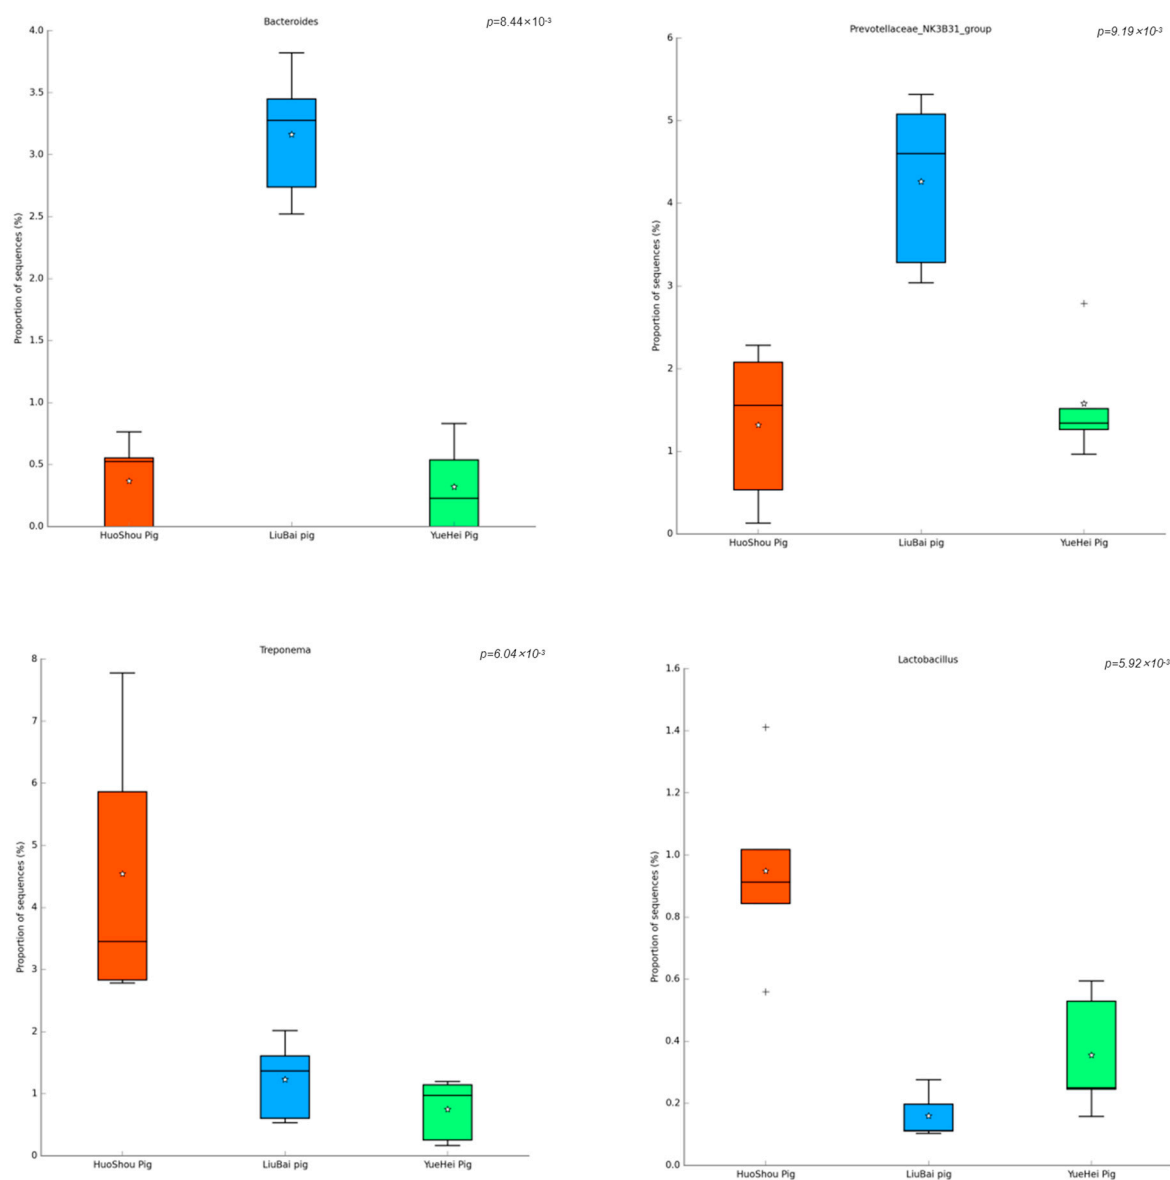 Bacteroides
p=8.44×10⁻³
Proportion of sequences (%)
4.0
3.5
3.0
2.5
2.0
1.5
1.0
0.5
0.0
HuoShou Pig LiuBai pig YueHei Pig
Prevotellaceae_NK3B31_group
p=9.19×10⁻³
Proportion of sequences (%)
6
5
4
3
2
1
0
HuoShou Pig LiuBai pig YueHei Pig
Treponema
p=6.04×10⁻³
Proportion of sequences (%)
8
7
6
5
4
3
2
1
0
HuoShou Pig LiuBai pig YueHei Pig
Lactobacillus
p=5.92×10⁻³
Proportion of sequences (%)
1.6
1.4
1.2
1.0
0.8
0.6
0.4
0.2
0.0
HuoShou Pig LiuBai pig YueHei Pig